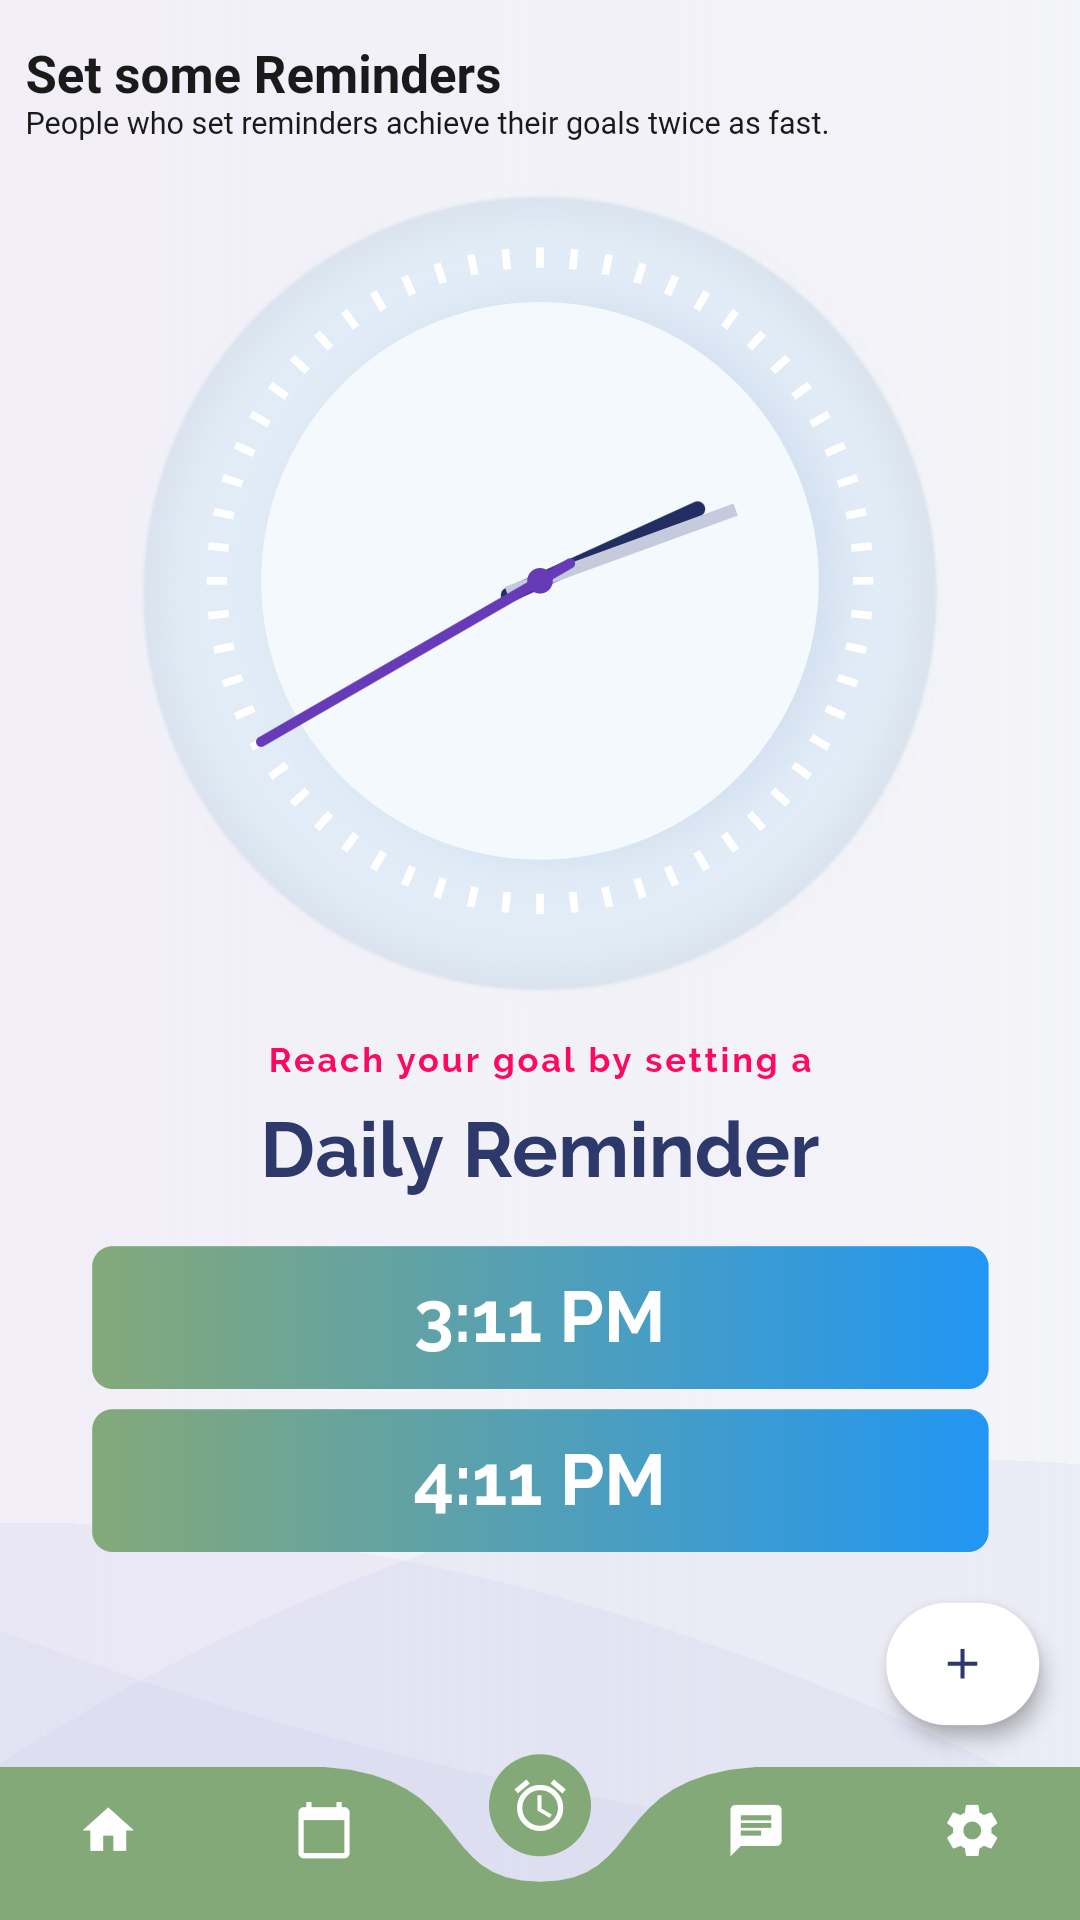 Set some Reminders
People who set reminders achieve their goals twice as fast.
Reach your goal by setting a
Daily Reminder
3:11 PM
4:11 PM